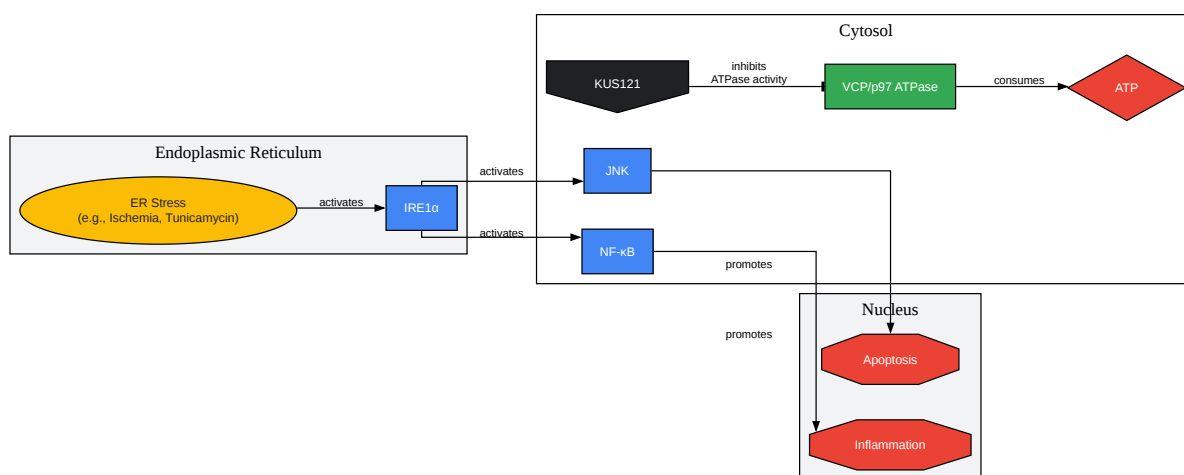 Cytosol
KUS121
inhibits
ATPase activity
VCP/p97 ATPase
consumes
ATP
Endoplasmic Reticulum
ER Stress
(e.g., Ischemia, Tunicamycin)
activates
IRE1α
activates
JNK
activates
NF-κB
promotes
Nucleus
promotes
Apoptosis
Inflammation